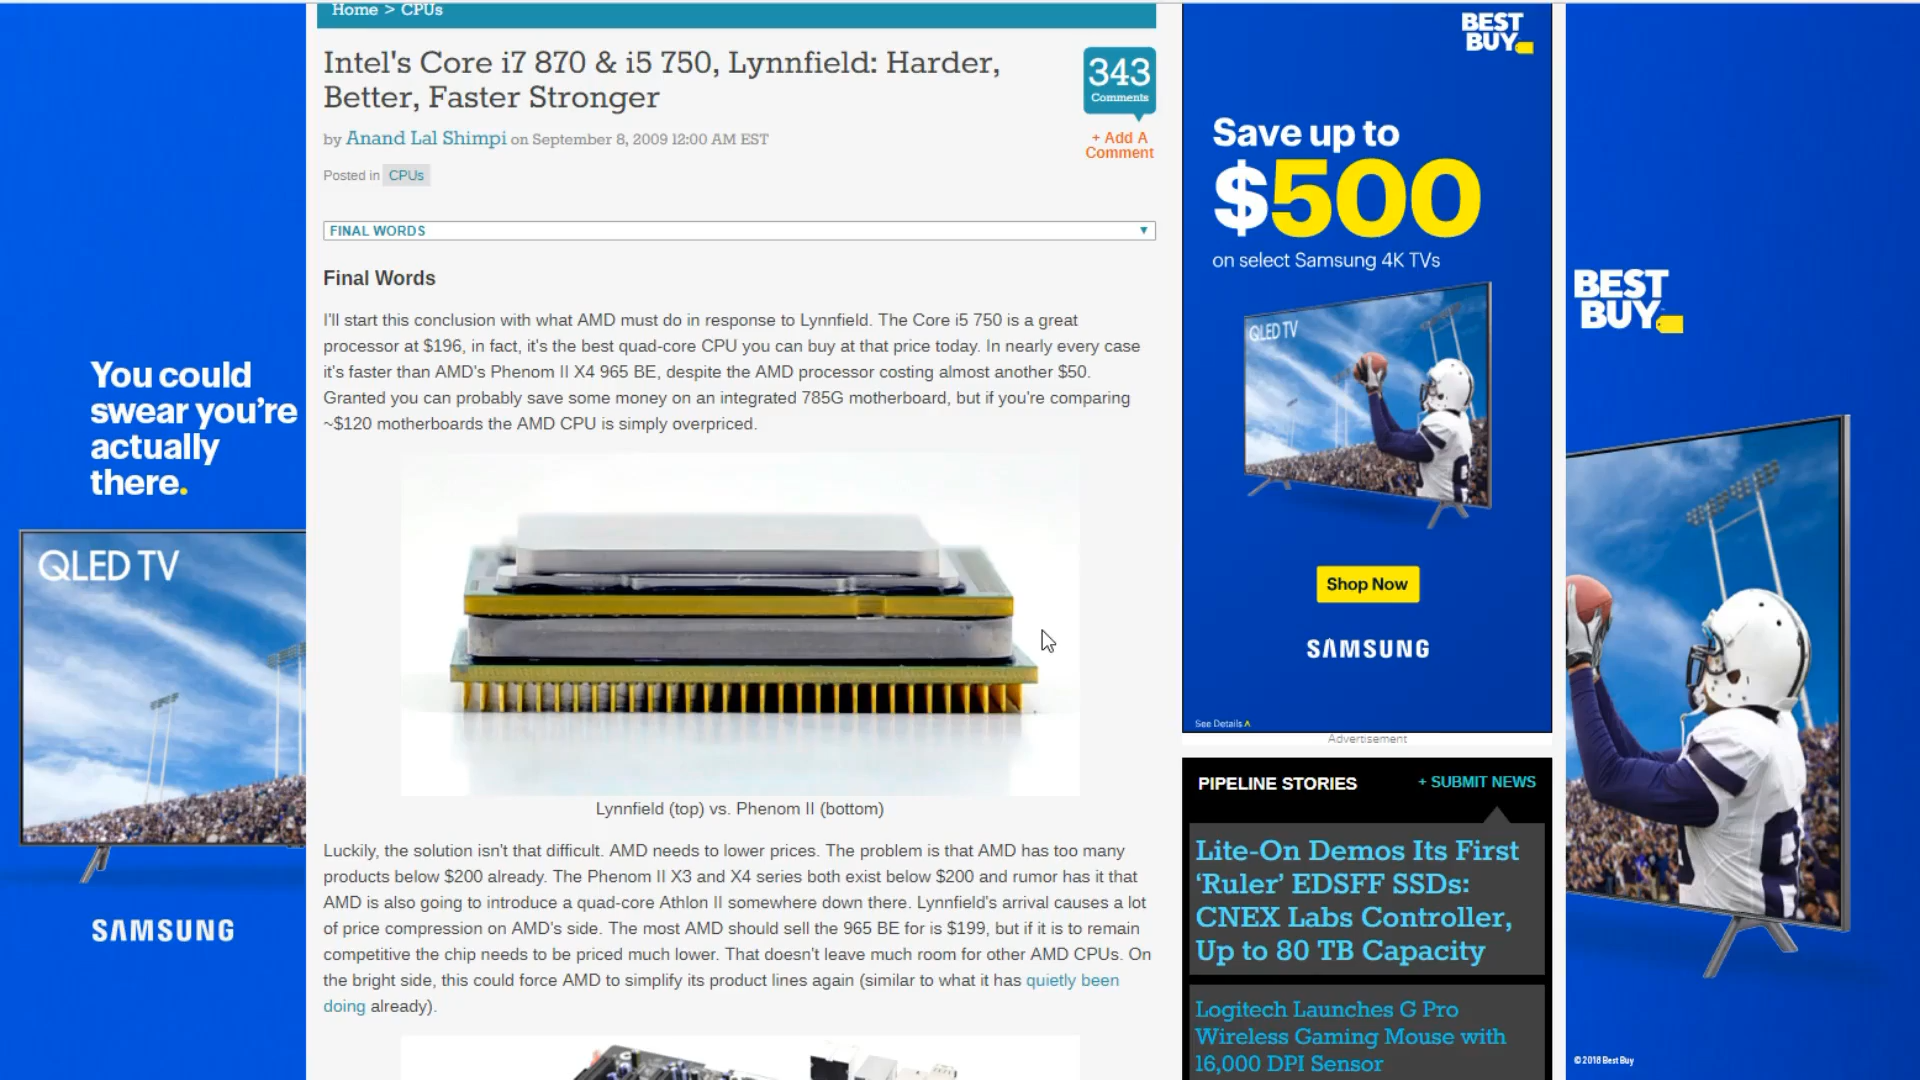 Home > CPUs
Intel's Core i7 870 & i5 750, Lynnfield: Harder,
Better, Faster Stronger
by Anand Lal Shimpi on September 8, 2009 12:00 AM EST
Posted in CPUs
343
Comments
+ Add A
Comment
FINAL WORDS ▼
Final Words
I'll start this conclusion with what AMD must do in response to Lynnfield. The Core i5 750 is a great
processor at $196, in fact, it's the best quad-core CPU you can buy at that price today. In nearly every case
it's faster than AMD's Phenom II X4 965 BE, despite the AMD processor costing almost another $50.
Granted you can probably save some money on an integrated 785G motherboard, but if you're comparing
~$120 motherboards the AMD CPU is simply overpriced.
Lynnfield (top) vs. Phenom II (bottom)
Luckily, the solution isn't that difficult. AMD needs to lower prices. The problem is that AMD has too many
products below $200 already. The Phenom II X3 and X4 series both exist below $200 and rumor has it that
AMD is also going to introduce a quad-core Athlon II somewhere down there. Lynnfield's arrival causes a lot
of price compression on AMD's side. The most AMD should sell the 965 BE for is $199, but if it is to remain
competitive the chip needs to be priced much lower. That doesn't leave much room for other AMD CPUs. On
the bright side, this could force AMD to simplify its product lines again (similar to what it has quietly been
doing already).
You could
swear you're
actually
there.
QLED TV
SAMSUNG
BEST
BUY
Save up to
$500
on select Samsung 4K TVs
QLED TV
Shop Now
SAMSUNG
See Details ^
Advertisement
PIPELINE STORIES
+ SUBMIT NEWS
Lite-On Demos Its First
‘Ruler’ EDSFF SSDs:
CNEX Labs Controller,
Up to 80 TB Capacity
Logitech Launches G Pro
Wireless Gaming Mouse with
16,000 DPI Sensor
BEST
BUY
© 2018 Best Buy